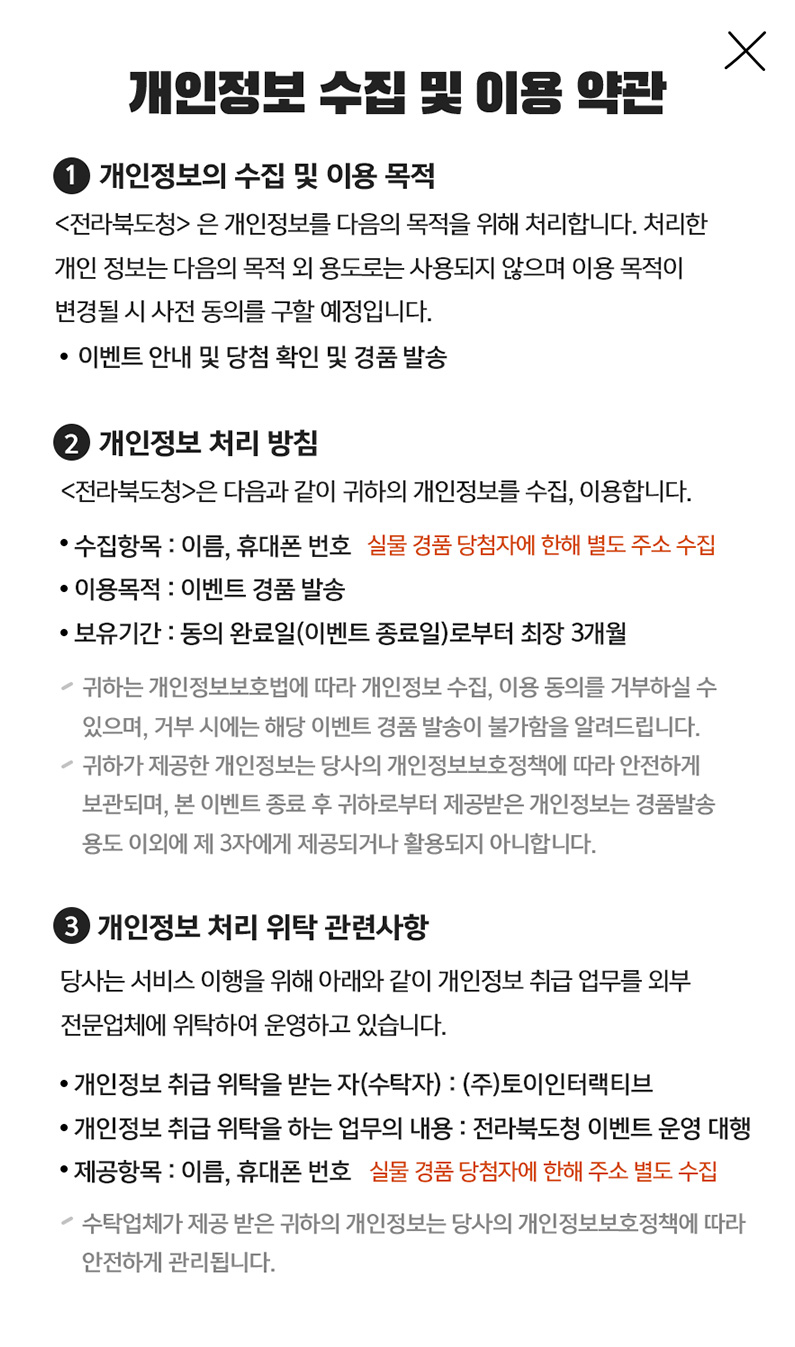 개인정보 수집 및 이용 약관
1 개인정보의 수집 및 이용 목적
<전라북도청> 은 개인정보를 다음의 목적을 위해 처리합니다. 처리한
개인 정보는 다음의 목적 외 용도로는 사용되지 않으며 이용 목적이
변경될 시 사전 동의를 구할 예정입니다.
• 이벤트 안내 및 당첨 확인 및 경품 발송
2 개인정보 처리 방침
<전라북도청>은 다음과 같이 귀하의 개인정보를 수집, 이용합니다.
• 수집항목 : 이름, 휴대폰 번호 실물 경품 당첨자에 한해 별도 주소 수집
• 이용목적 : 이벤트 경품 발송
• 보유기간 : 동의 완료일(이벤트 종료일)로부터 최장 3개월
- 귀하는 개인정보보호법에 따라 개인정보 수집, 이용 동의를 거부하실 수
있으며, 거부 시에는 해당 이벤트 경품 발송이 불가함을 알려드립니다.
- 귀하가 제공한 개인정보는 당사의 개인정보보호정책에 따라 안전하게
보관되며, 본 이벤트 종료 후 귀하로부터 제공받은 개인정보는 경품발송
용도 이외에 제 3자에게 제공되거나 활용되지 아니합니다.
3 개인정보 처리 위탁 관련사항
당사는 서비스 이행을 위해 아래와 같이 개인정보 취급 업무를 외부
전문업체에 위탁하여 운영하고 있습니다.
• 개인정보 취급 위탁을 받는 자(수탁자) : (주)토이인터랙티브
• 개인정보 취급 위탁을 하는 업무의 내용 : 전라북도청 이벤트 운영 대행
• 제공항목 : 이름, 휴대폰 번호 실물 경품 당첨자에 한해 주소 별도 수집
- 수탁업체가 제공 받은 귀하의 개인정보는 당사의 개인정보보호정책에 따라
안전하게 관리됩니다.